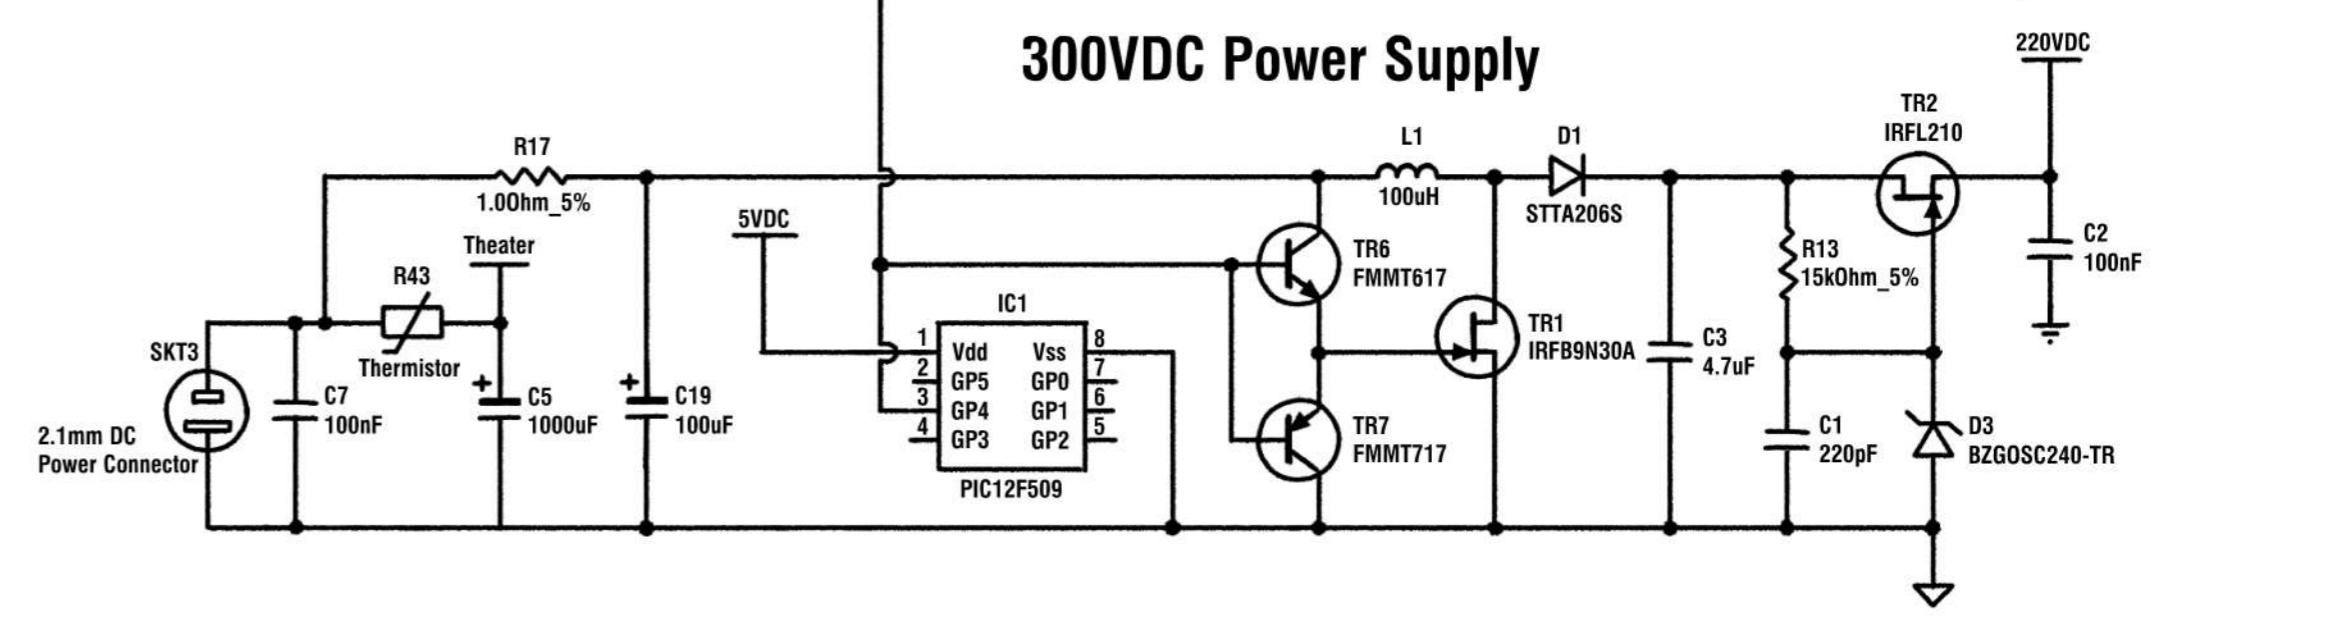 300VDC Power Supply
220VDC
TR2
IRFL210
R17
1.0Ohm_5%
L1
100uH
D1
STTA206S
5VDC
Theater
R43
Thermistor
TR6
FMMT617
R13
15kOhm_5%
C2
100nF
IC1
SKT3
2.1mm DC
Power Connector
C7
100nF
C5
1000uF
C19
100uF
1 Vdd Vss 8
2 GP5 GP0 7
3 GP4 GP1 6
4 GP3 GP2 5
PIC12F509
TR1
IRFB9N30A
C3
4.7uF
TR7
FMMT717
C1
220pF
D3
BZGOSC240-TR
+
+